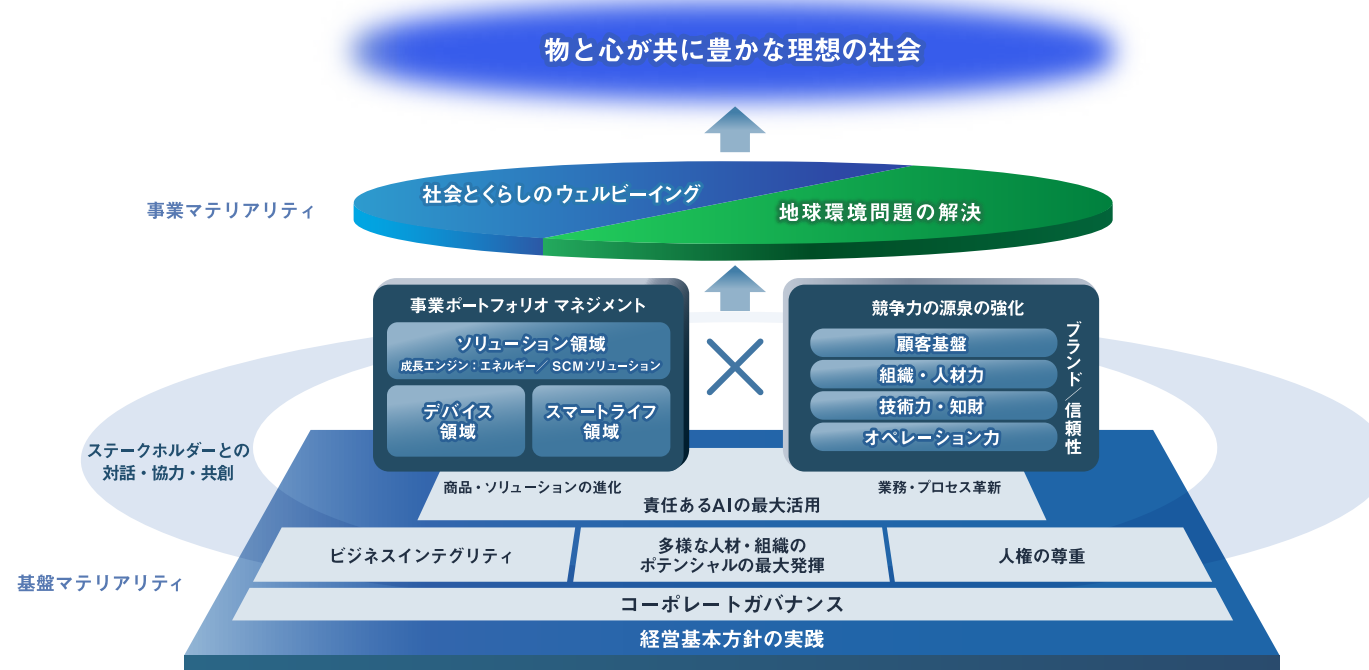 物と心が共に豊かな理想の社会
事業マテリアリティ
社会とくらしのウェルビーイング
地球環境問題の解決
事業ポートフォリオ マネジメント
ソリューション領域
成長エンジン：エネルギー／SCMソリューション
デバイス
領域
スマートライフ
領域
競争力の源泉の強化
顧客基盤
組織・人材力
技術力・知財
オペレーション力
ブランド／信頼性
ステークホルダーとの
対話・協力・共創
商品・ソリューションの進化
業務・プロセス革新
責任あるAIの最大活用
ビジネスインテグリティ
多様な人材・組織の
ポテンシャルの最大発揮
人権の尊重
基盤マテリアリティ
コーポレートガバナンス
経営基本方針の実践